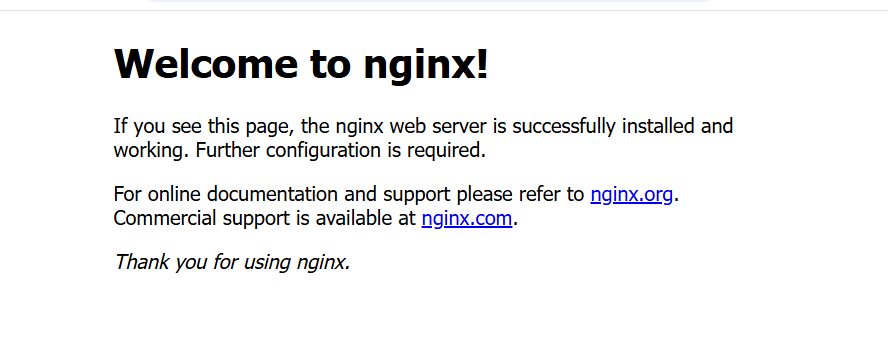 Welcome to nginx!
If you see this page, the nginx web server is successfully installed and
working. Further configuration is required.
For online documentation and support please refer to nginx.org.
Commercial support is available at nginx.com.
Thank you for using nginx.